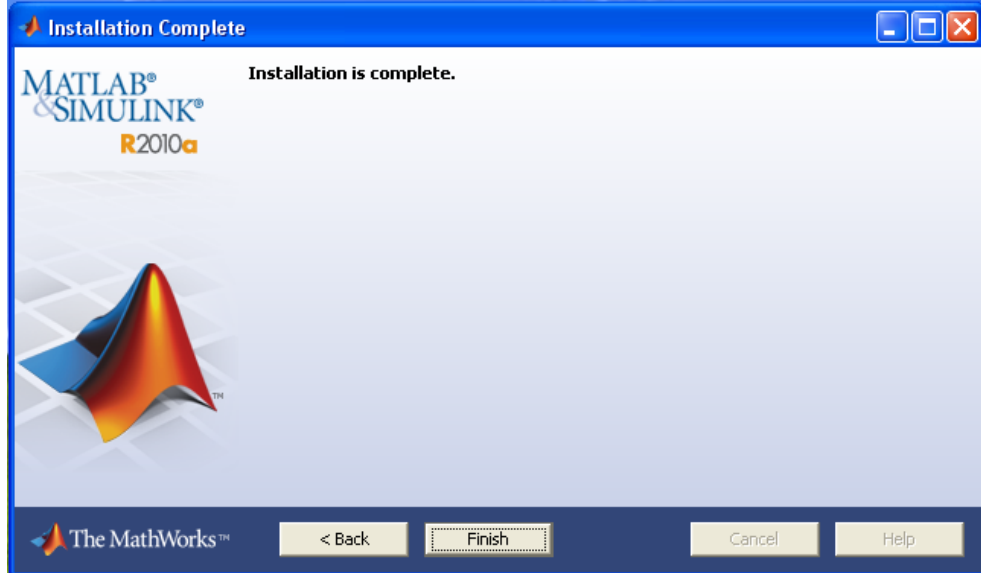 Installation Complete
MATLAB®
&SIMULINK®
R2010a
Installation is complete.
TM
The MathWorks™
< Back
Finish
Cancel
Help